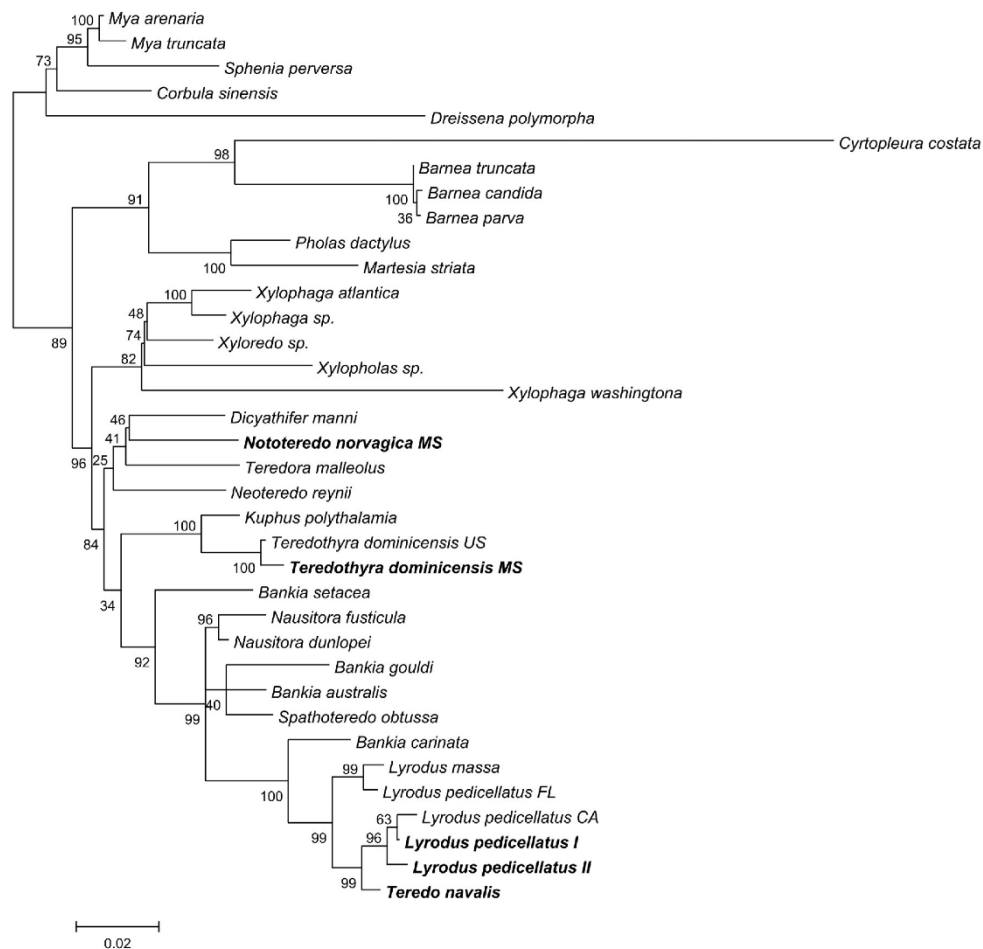 100 Mya arenaria
95 Mya truncata
73 Sphenia perversa
Corbula sinensis
Dreissena polymorpha
98 Cyrtopleura costata
Barnea truncata
91 100 Barnea candida
36 Barnea parva
Pholas dactylus
100 Martesia striata
100 Xylophaga atlantica
48 Xylophaga sp.
74 Xyloredo sp.
89 82 Xylopholas sp.
Xylophaga washingtona
46 Dicyathifer manni
41 Nototeredo norvagica MS
96 25 Teredora malleolus
Neoteredo reynii
100 Kuphus polythalamia
84 Teredothyra dominicensis US
100 Teredothyra dominicensis MS
34 Bankia setacea
96 Nausitora fusticula
Nausitora dunlopei
92 Bankia gouldi
40 Bankia australis
99 Spathoteredo obtussa
Bankia carinata
99 Lyrodus massa
100 Lyrodus pedicellatus FL
63 Lyrodus pedicellatus CA
99 96 Lyrodus pedicellatus I
Lyrodus pedicellatus II
99 Teredo navalis
0.02